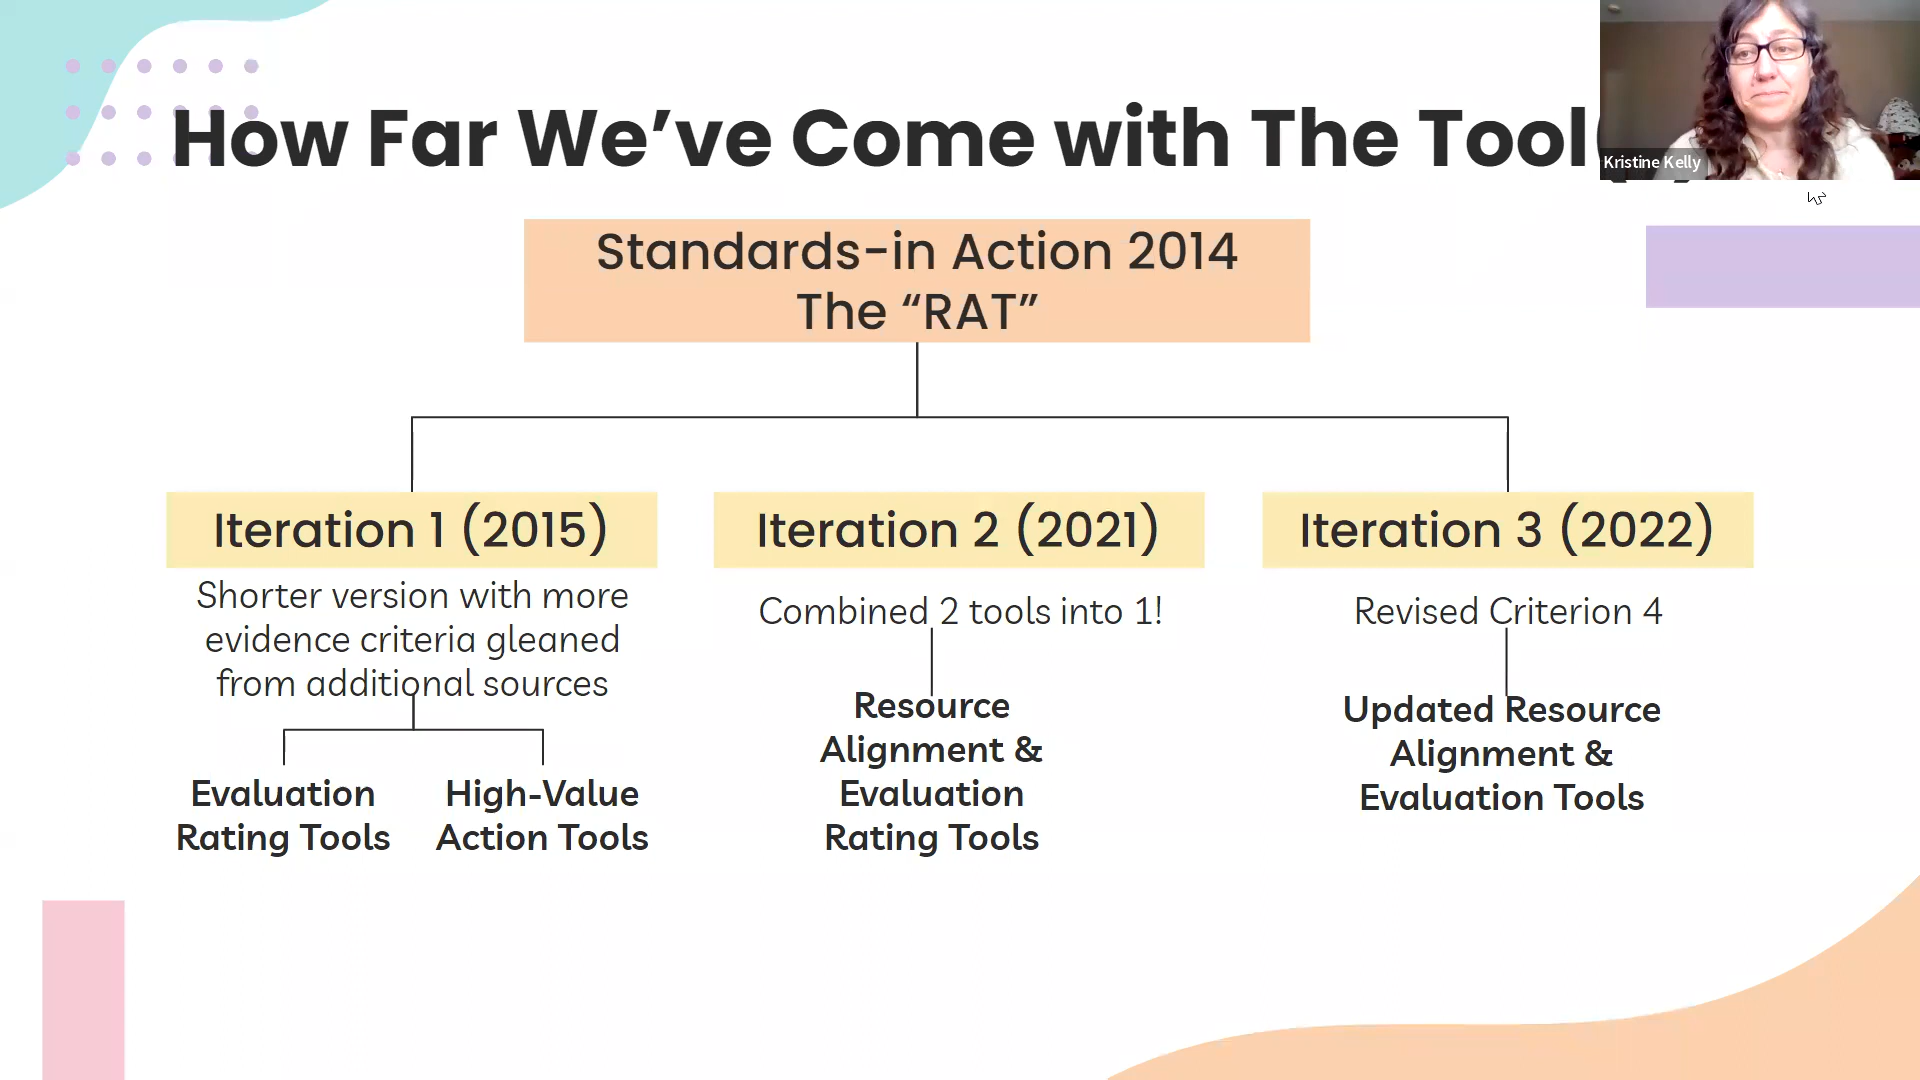 How Far We’ve Come with The Tool
Kristine Kelly
Standards-in Action 2014
The “RAT”
Iteration 1 (2015)
Shorter version with more
evidence criteria gleaned
from additional sources
Evaluation
Rating Tools
High-Value
Action Tools
Iteration 2 (2021)
Combined 2 tools into 1!
Resource
Alignment &
Evaluation
Rating Tools
Iteration 3 (2022)
Revised Criterion 4
Updated Resource
Alignment &
Evaluation Tools